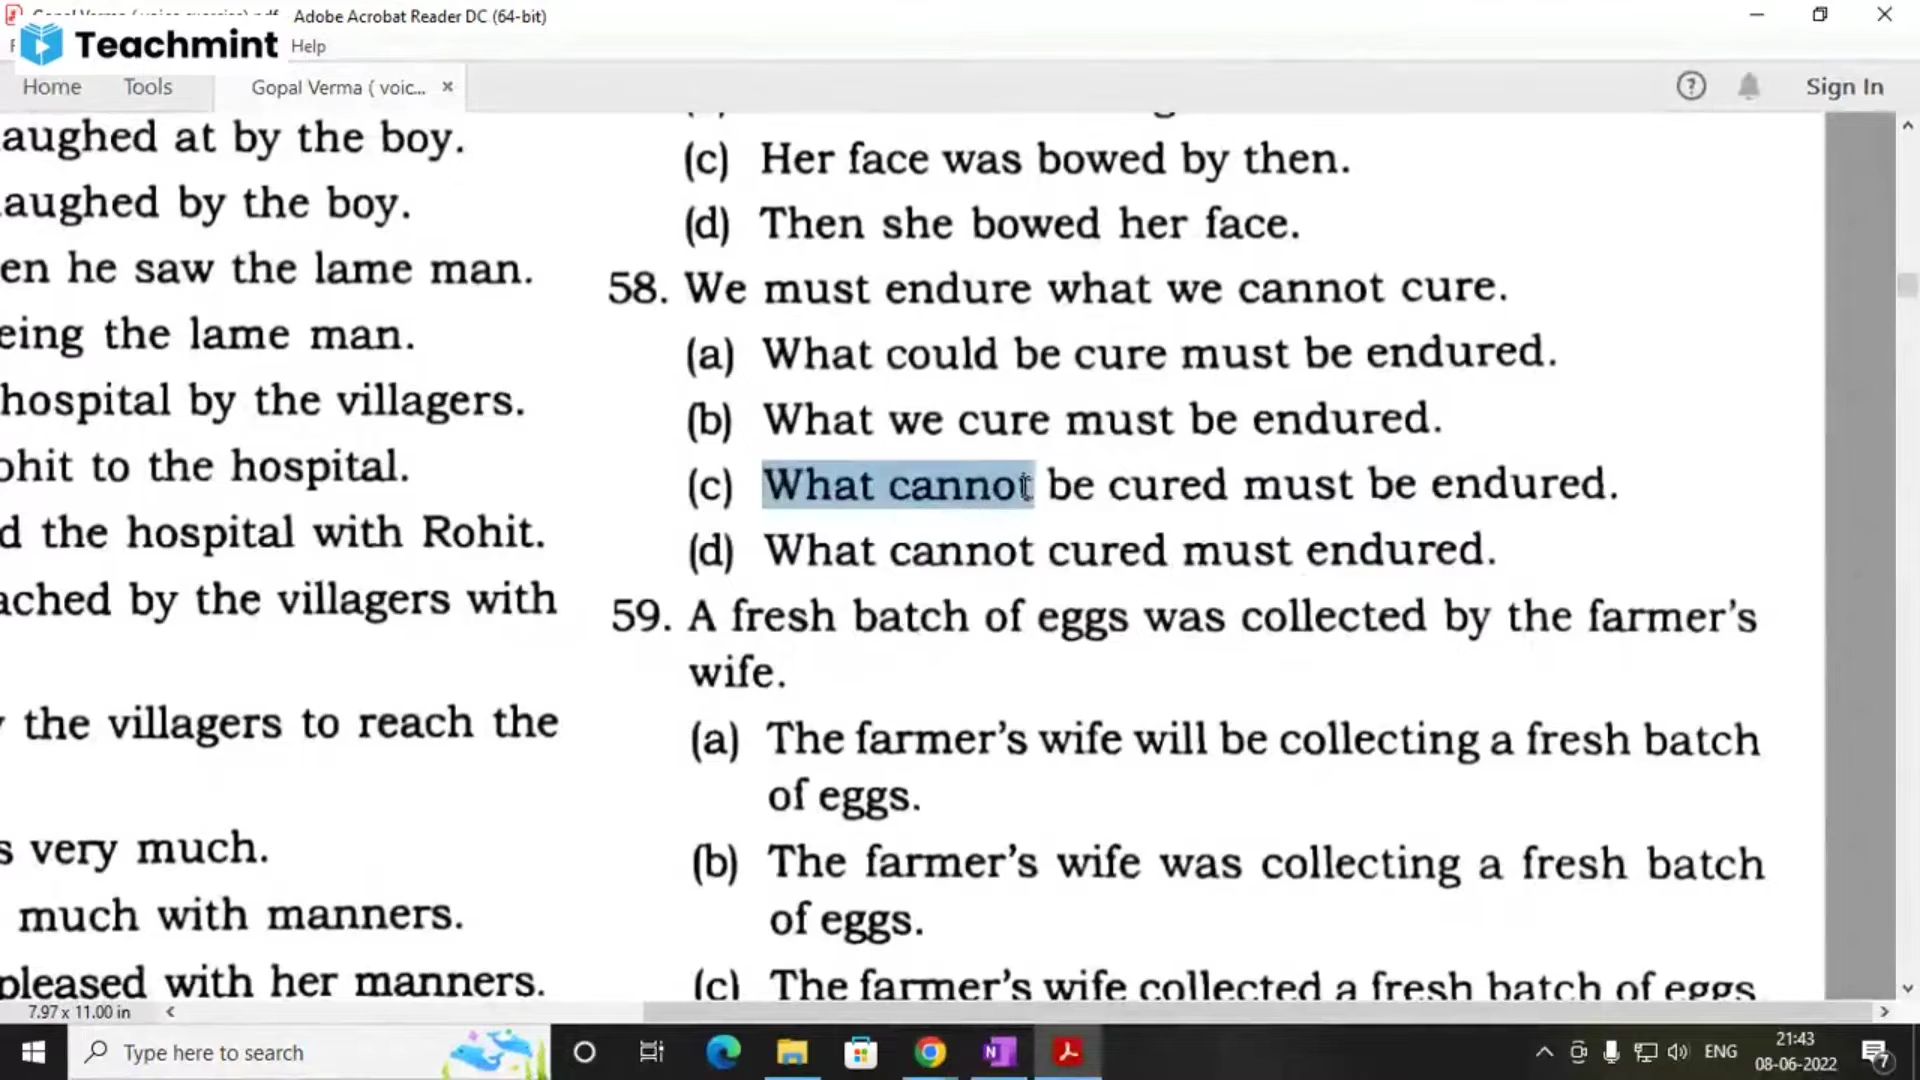 Adobe Acrobat Reader DC (64-bit)
Teachmint
Help
Home Tools Gopal Verma ( voic... × Sign In
aughed at by the boy.
aughed by the boy.
en he saw the lame man.
eing the lame man.
hospital by the villagers.
ohit to the hospital.
d the hospital with Rohit.
ached by the villagers with
the villagers to reach the
s very much.
much with manners.
pleased with her manners.
(c) Her face was bowed by then.
(d) Then she bowed her face.
58. We must endure what we cannot cure.
(a) What could be cure must be endured.
(b) What we cure must be endured.
(c) What cannot be cured must be endured.
(d) What cannot cured must endured.
59. A fresh batch of eggs was collected by the farmer's
wife.
(a) The farmer's wife will be collecting a fresh batch
of eggs.
(b) The farmer's wife was collecting a fresh batch
of eggs.
(c) The farmer's wife collected a fresh batch of eggs
7.97 x 11.00 in
Type here to search
ENG
21:43
08-06-2022
7